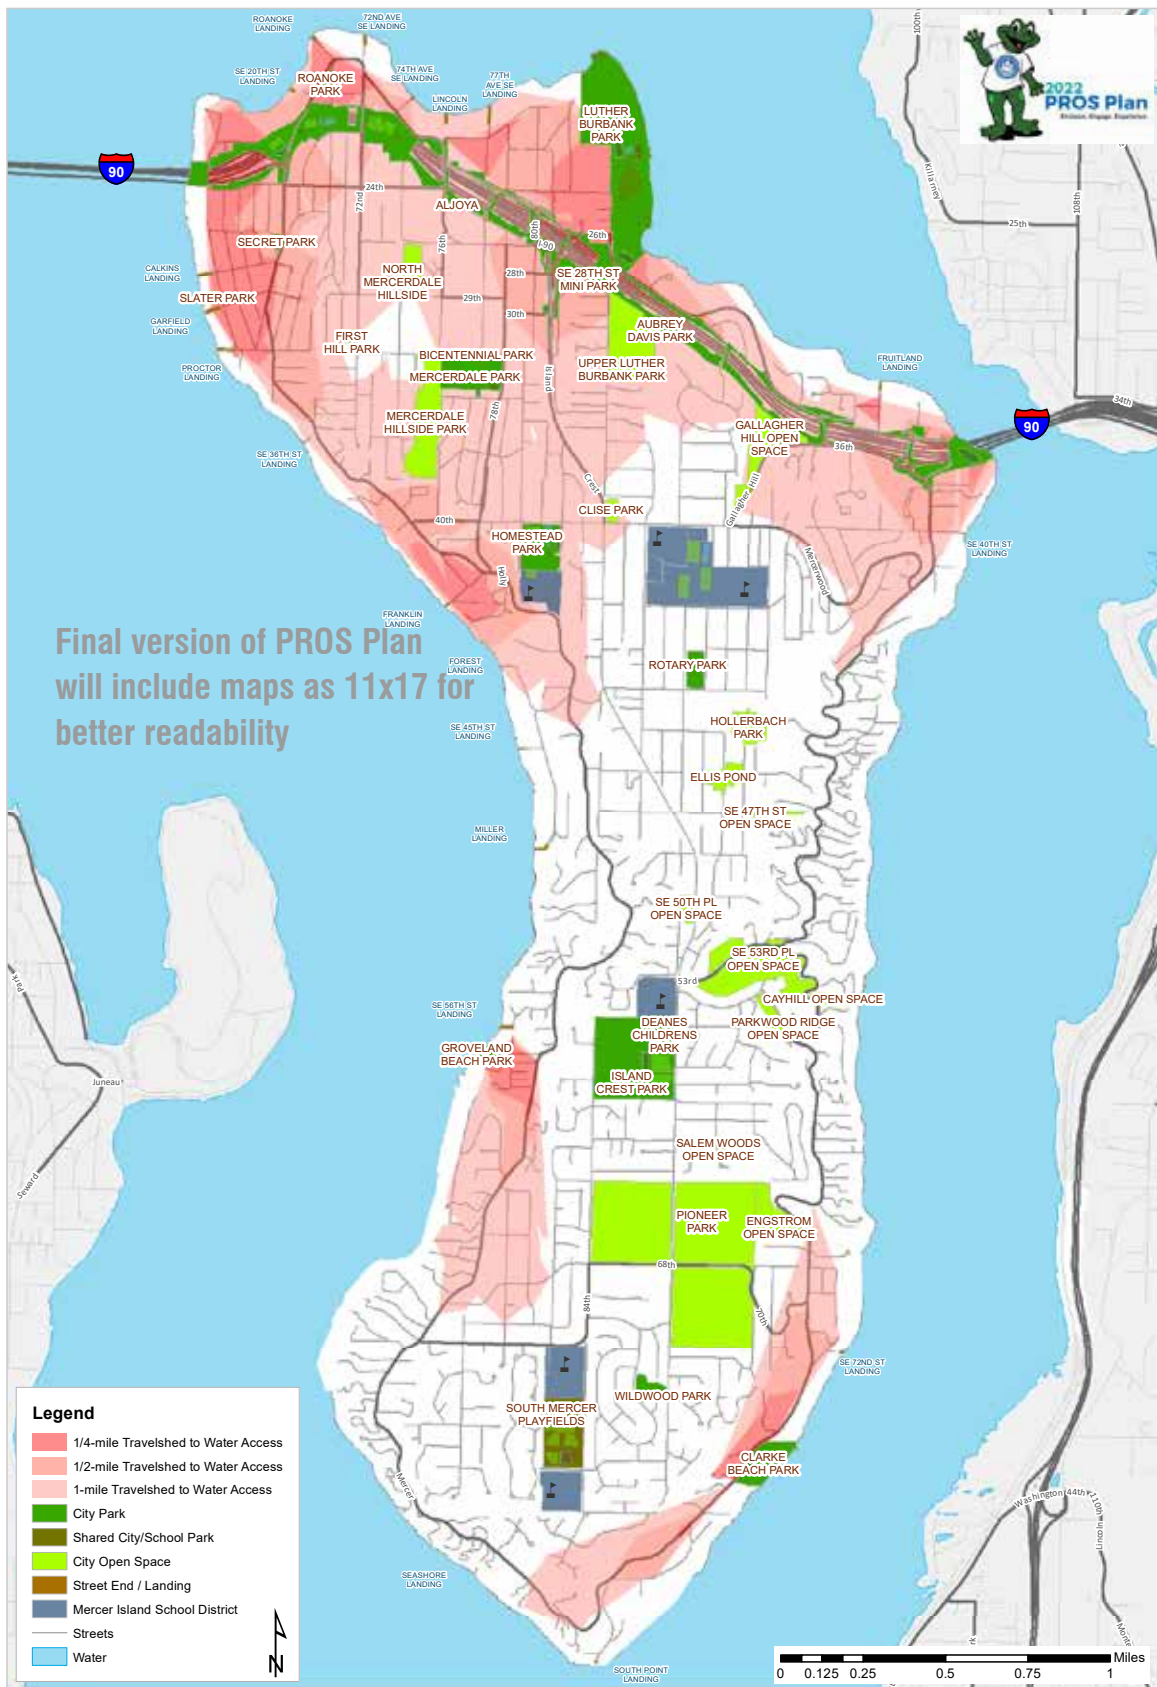 ROANOKE
LANDING
72ND AVE
SE LANDING
SE 20TH ST
LANDING
ROANOKE
PARK
74TH AVE
SE LANDING
77TH
AVE SE
LANDING
LINCOLN
LANDING
LUTHER
BURBANK
PARK
2022
PROS Plan
100th
Killarney
108th
25th
90
24th
72nd
ALJOYA
76th
80th
I-90
26th
SECRET PARK
CALKINS
LANDING
NORTH
MERCERDALE
HILLSIDE
28th
SE 28TH ST
MINI PARK
SLATER PARK
29th
30th
GARFIELD
LANDING
FIRST
HILL PARK
AUBREY
DAVIS PARK
BICENTENNIAL PARK
UPPER LUTHER
BURBANK PARK
PROCTOR
LANDING
MERCERDALE PARK
Island
FRUITLAND
LANDING
34th
90
78th
MERCERDALE
HILLSIDE PARK
GALLAGHER
HILL OPEN
SPACE
36th
SE 36TH ST
LANDING
Crest
Gallagher Hill
CLISE PARK
40th
HOMESTEAD
PARK
SE 40TH ST
LANDING
Mercerwood
Holly
FRANKLIN
LANDING
Final version of PROS Plan
will include maps as 11x17 for
better readability
FOREST
LANDING
ROTARY PARK
SE 45TH ST
LANDING
HOLLERBACH
PARK
ELLIS POND
SE 47TH ST
OPEN SPACE
MILLER
LANDING
SE 50TH PL
OPEN SPACE
SE 53RD PL
OPEN SPACE
53rd
Park
CAYHILL OPEN SPACE
SE 56TH ST
LANDING
DEANES
CHILDRENS
PARK
PARKWOOD RIDGE
OPEN SPACE
GROVELAND
BEACH PARK
ISLAND
CREST PARK
Juneau
SALEM WOODS
OPEN SPACE
Seward
PIONEER
PARK
ENGSTROM
OPEN SPACE
68th
84th
70th
SE 72ND ST
LANDING
WILDWOOD PARK
SOUTH MERCER
PLAYFIELDS
CLARKE
BEACH PARK
Mercer
Washington
44th
110th
Lincoln
SEASHORE
LANDING
SOUTH POINT
LANDING
Legend
1/4-mile Travelshed to Water Access
1/2-mile Travelshed to Water Access
1-mile Travelshed to Water Access
City Park
Shared City/School Park
City Open Space
Street End / Landing
Mercer Island School District
Streets
Water
N
Miles
0 0.125 0.25 0.5 0.75 1